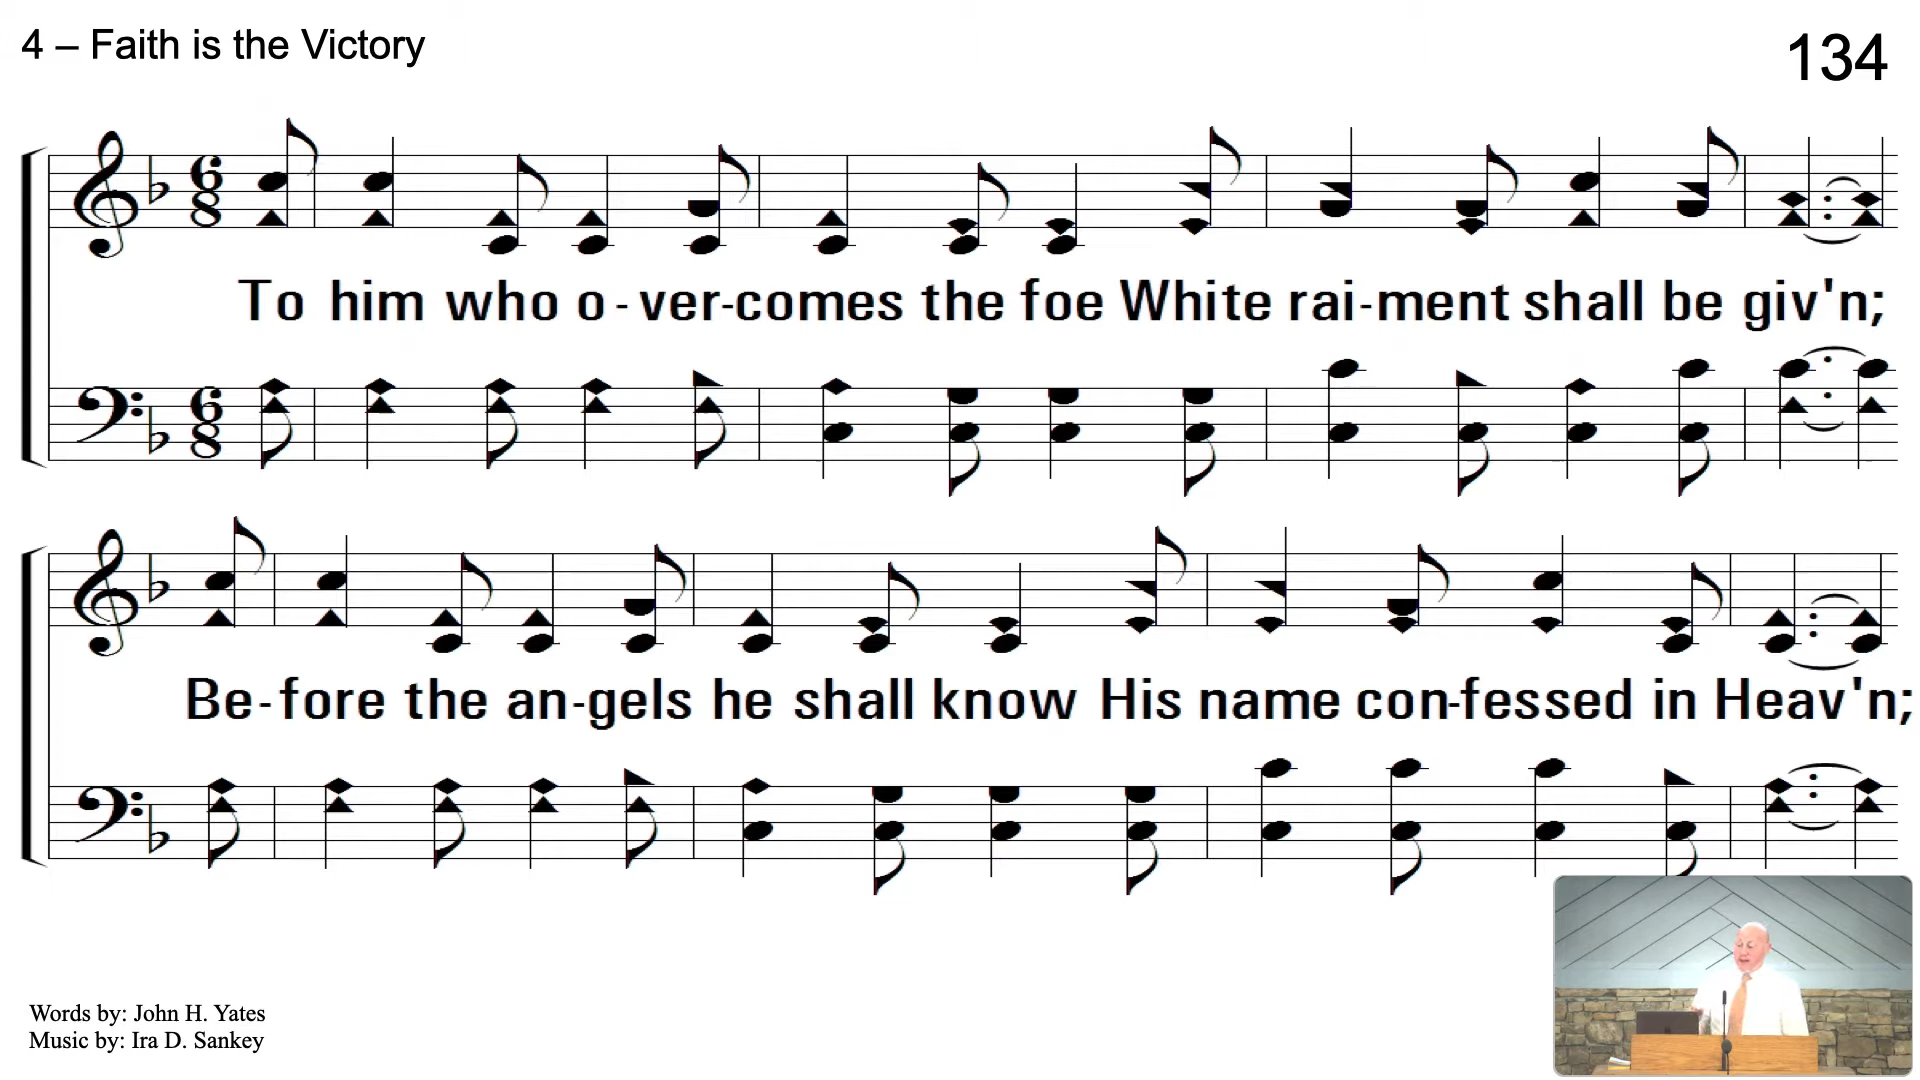 4 – Faith is the Victory
134
To him who o-ver-comes the foe White rai-ment shall be giv'n;
Be-fore the an-gels he shall know His name con-fessed in Heav'n;
Words by: John H. Yates
Music by: Ira D. Sankey